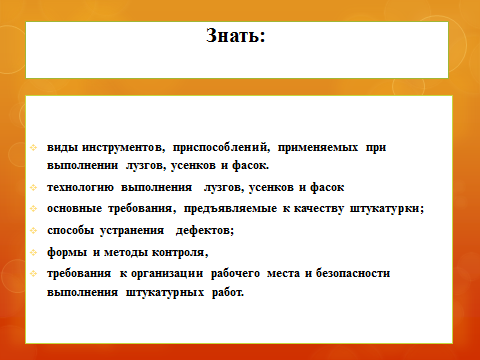 Знать:
виды инструментов, приспособлений, применяемых при
выполнении лузгов, усенков и фасок.
технологию выполнения лузгов, усенков и фасок
основные требования, предъявляемые к качеству штукатурки;
способы устранения дефектов;
формы и методы контроля,
требования к организации рабочего места и безопасности
выполнения штукатурных работ.